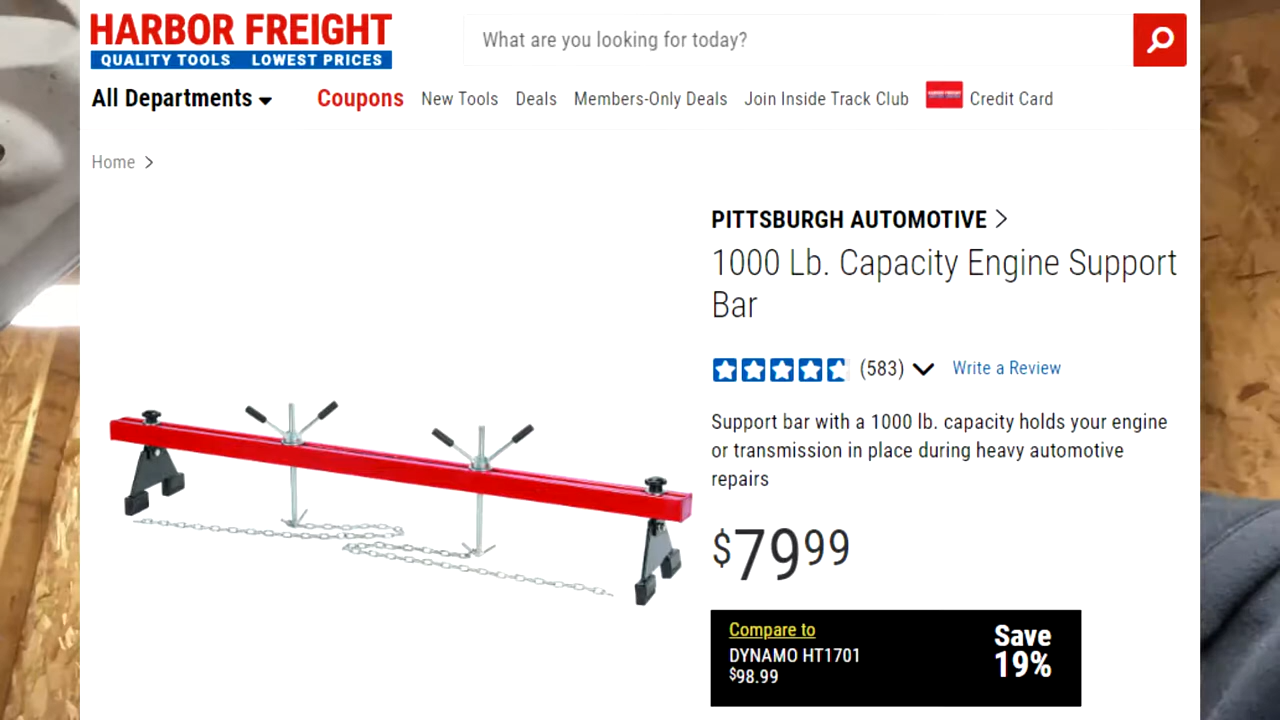 HARBOR FREIGHT
QUALITY TOOLS LOWEST PRICES
What are you looking for today?
All Departments
Coupons
New Tools
Deals
Members-Only Deals
Join Inside Track Club
HARBOR FREIGHT
Credit Card
Home
PITTSBURGH AUTOMOTIVE
1000 Lb. Capacity Engine Support
Bar
(583)
Write a Review
Support bar with a 1000 lb. capacity holds your engine
or transmission in place during heavy automotive
repairs
$7999
Compare to
DYNAMO HT1701
$98.99
Save
19%